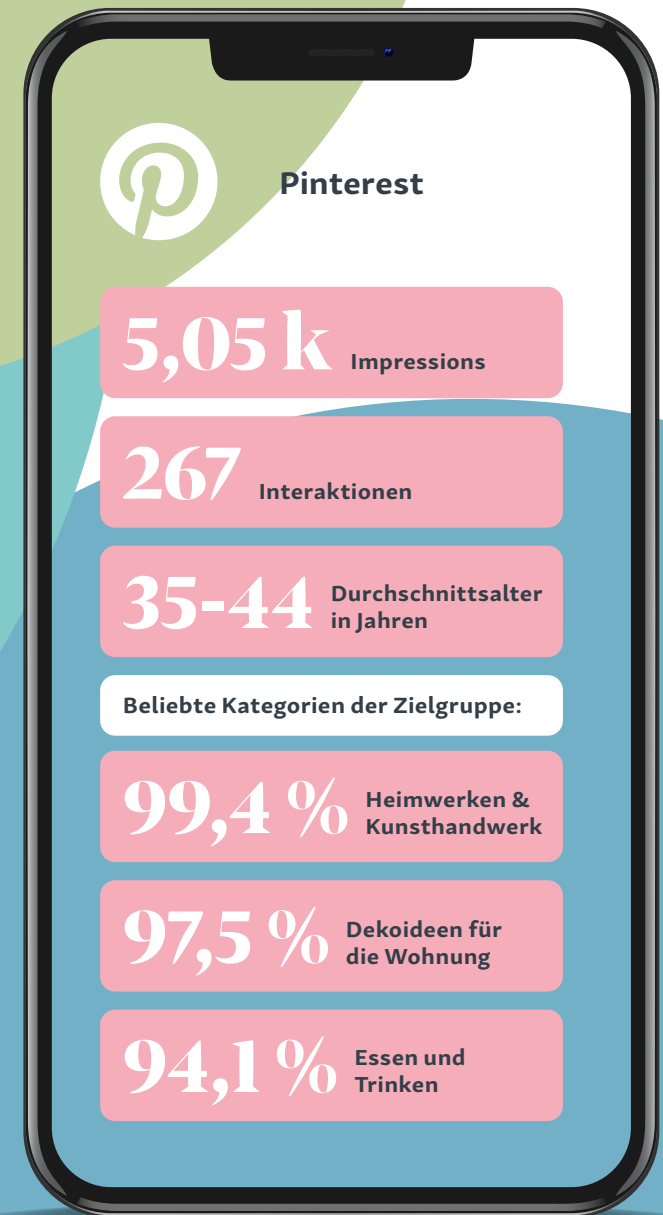 Pinterest
5,05 k Impressions
267 Interaktionen
35-44 Durchschnittsalter
in Jahren
Beliebte Kategorien der Zielgruppe:
99,4 % Heimwerken &
Kunsthandwerk
97,5 % Dekoideen für
die Wohnung
94,1 % Essen und
Trinken